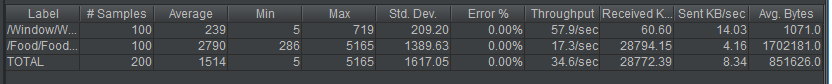 Label # Samples Average Min Max Std. Dev. Error % Throughput Received K... Sent KB/sec Avg. Bytes
/Window/W... 100 239 5 719 209.20 0.00% 57.9/sec 60.60 14.03 1071.0
/Food/Food... 100 2790 286 5165 1389.63 0.00% 17.3/sec 28794.15 4.16 1702181.0
TOTAL 200 1514 5 5165 1617.05 0.00% 34.6/sec 28772.39 8.34 851626.0